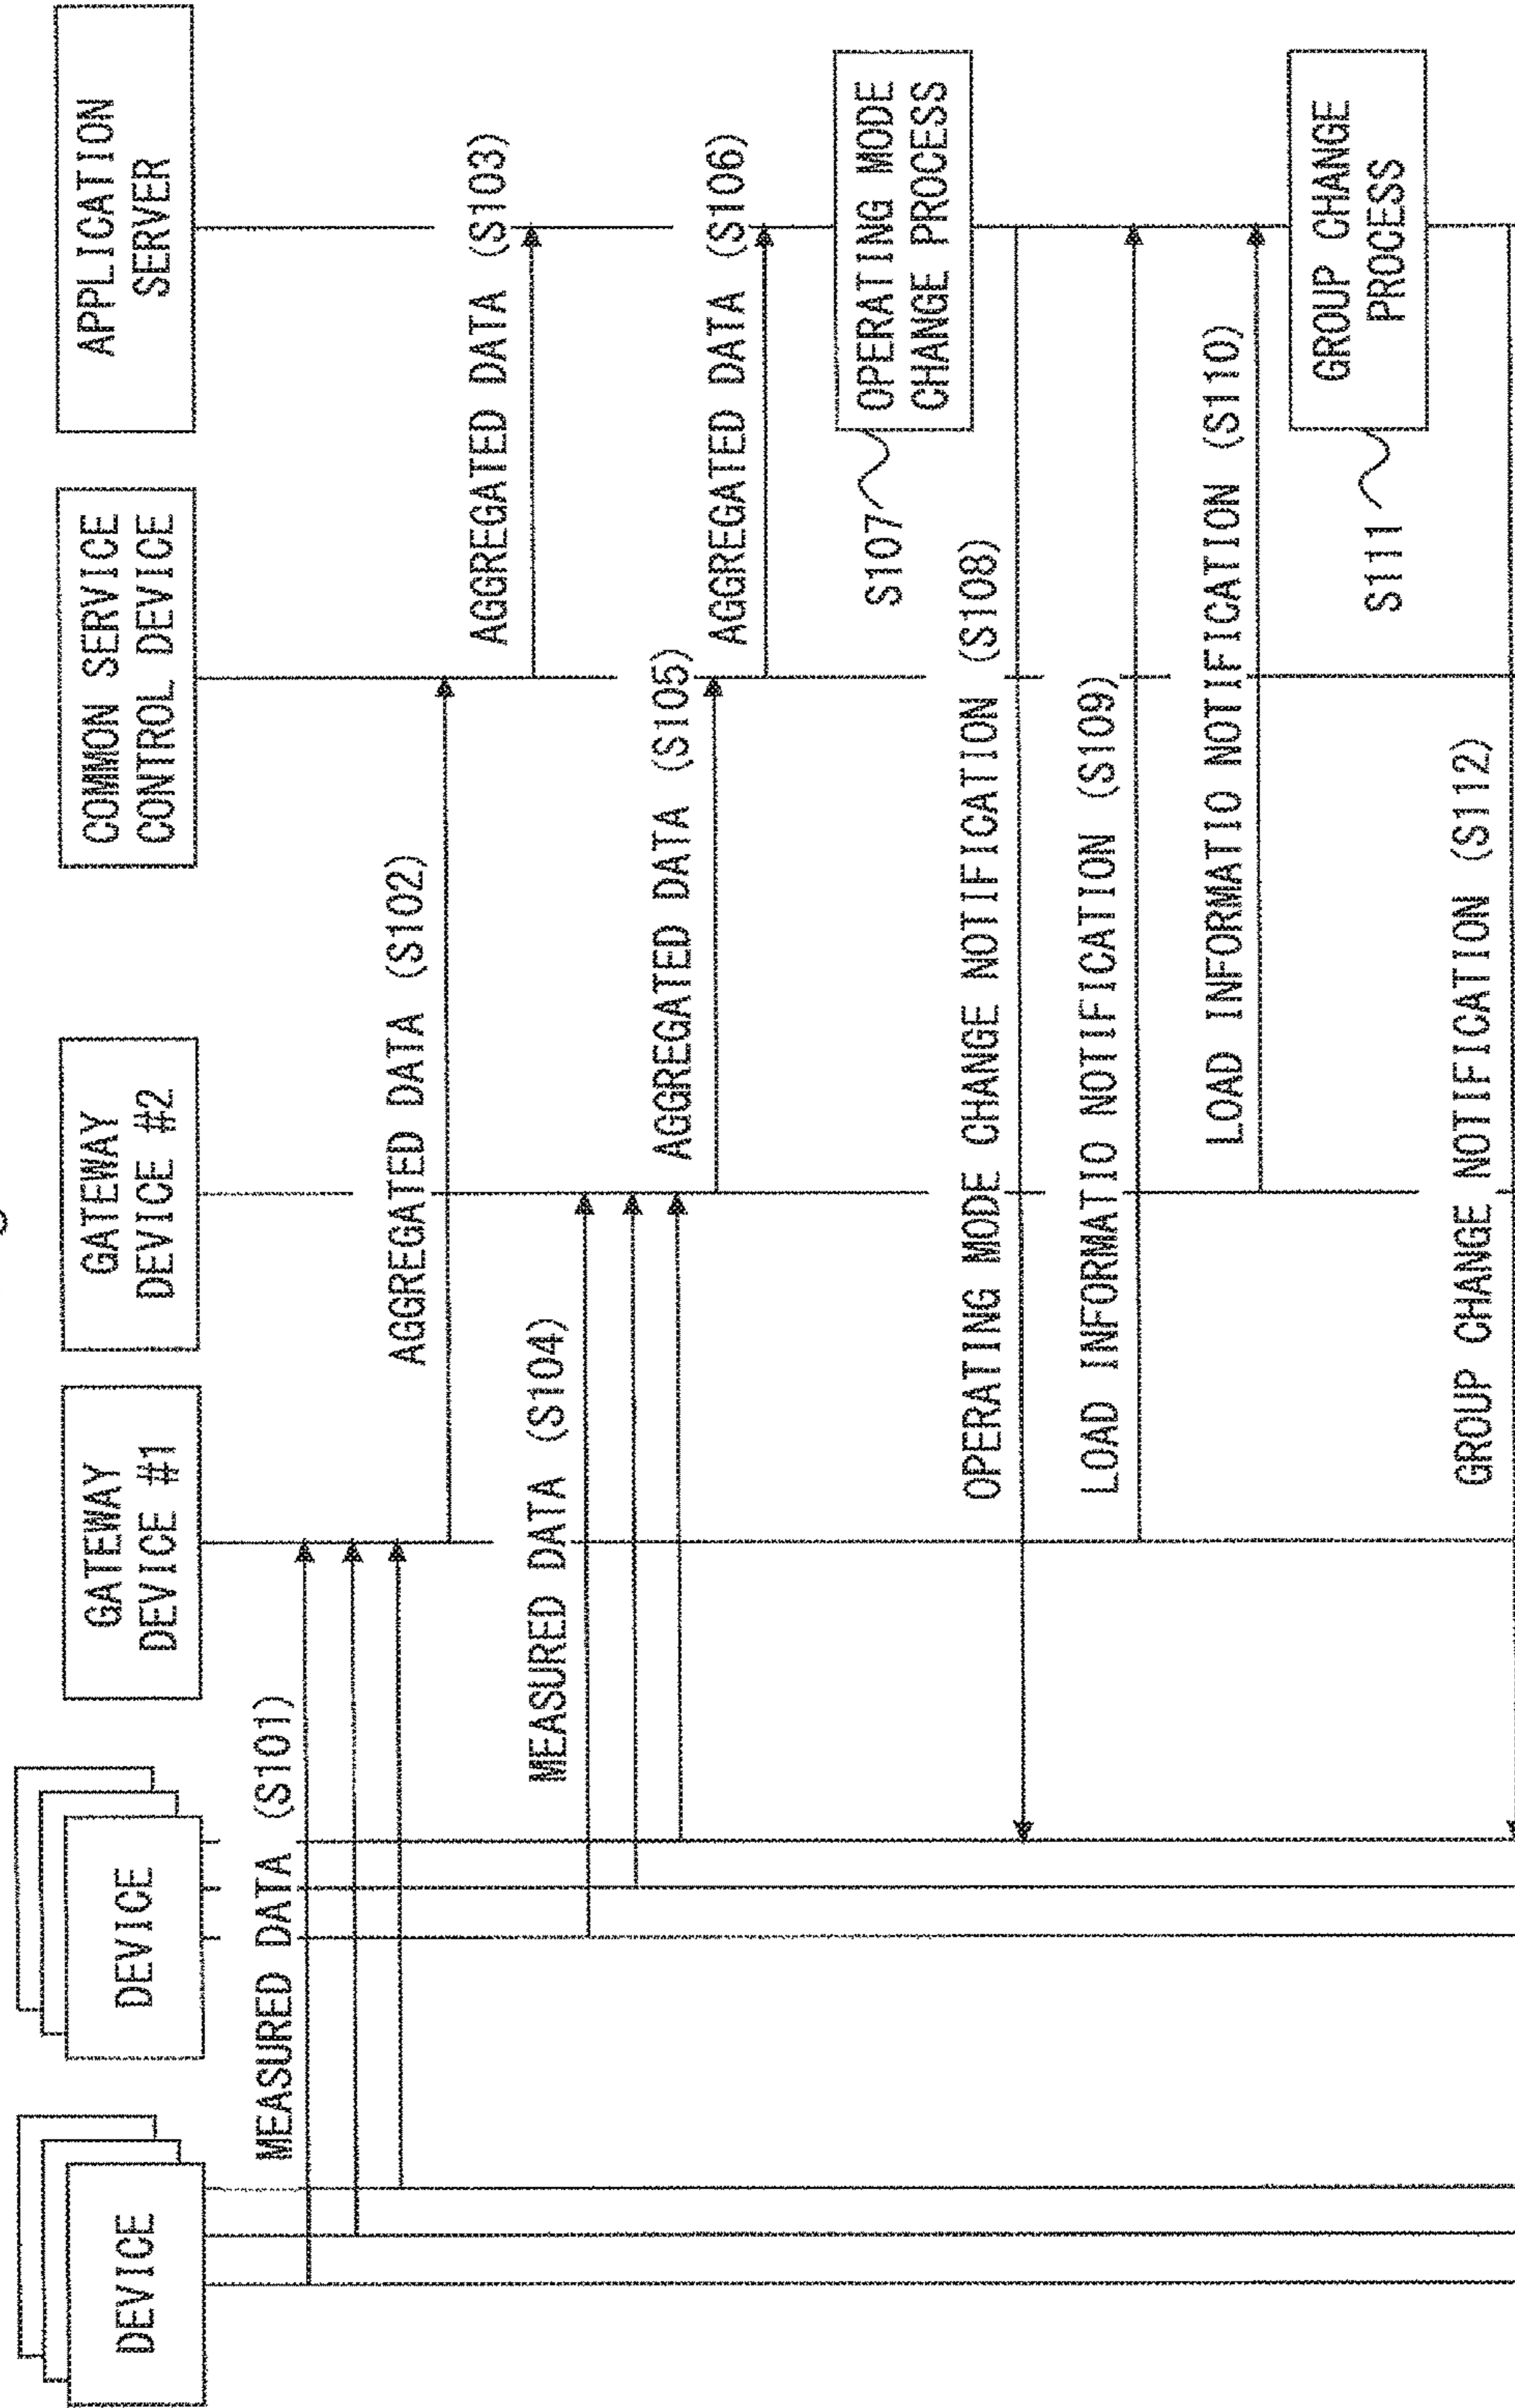 DEVICE
DEVICE
GATEWAY
DEVICE #1
GATEWAY
DEVICE #2
COMMON SERVICE
CONTROL DEVICE
APPLICATION
SERVER
MEASURED DATA (S101)
AGGREGATED DATA (S102)
AGGREGATED DATA (S103)
MEASURED DATA (S104)
AGGREGATED DATA (S105)
AGGREGATED DATA (S106)
S107
OPERATING MODE
CHANGE PROCESS
OPERATING MODE CHANGE NOTIFICATION (S108)
LOAD INFORMATIO NOTIFICATION (S109)
LOAD INFORMATIO NOTIFICATION (S110)
S111
GROUP CHANGE
PROCESS
GROUP CHANGE NOTIFICATION (S112)